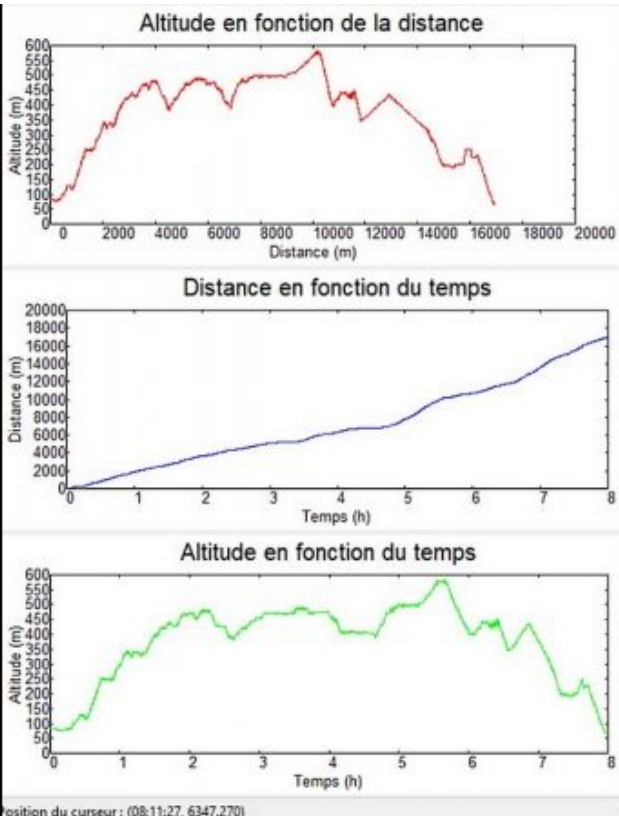 Altitude en fonction de la distance
600
550
500
450
400
350
300
250
200
150
100
50
0
Altitude (m)
0 2000 4000 6000 8000 10000 12000 14000 16000 18000 20000
Distance (m)
Distance en fonction du temps
20000
18000
16000
14000
12000
10000
8000
6000
4000
2000
0
Distance (m)
0 1 2 3 4 5 6 7 8
Temps (h)
Altitude en fonction du temps
600
550
500
450
400
350
300
250
200
150
100
50
0
Altitude (m)
0 1 2 3 4 5 6 7 8
Temps (h)
Position du curseur : (08:11:27, 6347,270)